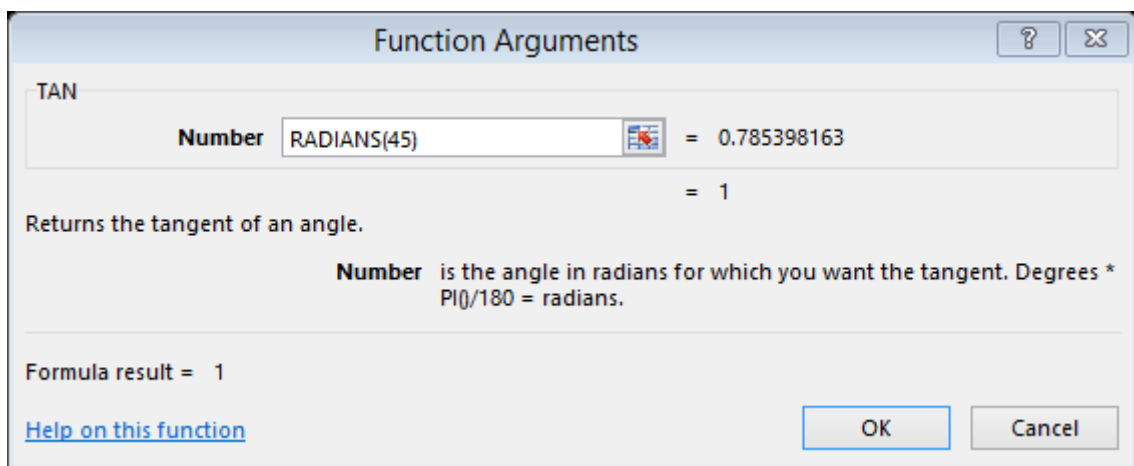 Function Arguments
TAN
Number RADIANS(45) = 0.785398163
= 1
Returns the tangent of an angle.
Number is the angle in radians for which you want the tangent. Degrees *
PI()/180 = radians.
Formula result = 1
Help on this function
OK Cancel